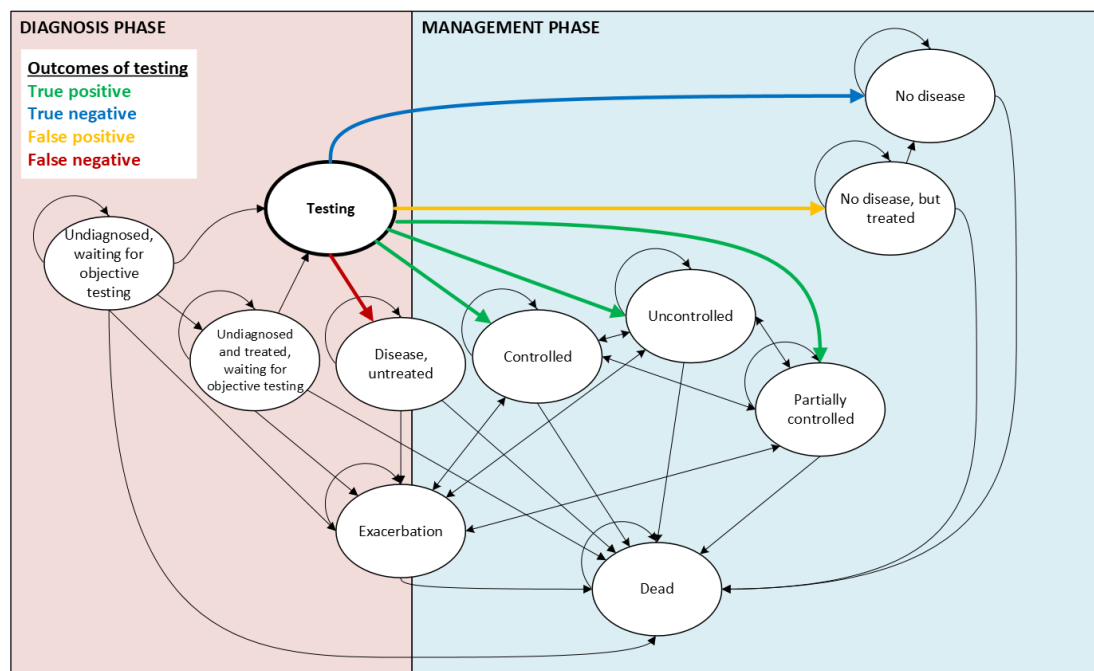 DIAGNOSIS PHASE
MANAGEMENT PHASE
Outcomes of testing
True positive
True negative
False positive
False negative
No disease
No disease, but
treated
Testing
Undiagnosed,
waiting for
objective
testing
Undiagnosed
and treated,
waiting for
objective testing
Disease,
untreated
Controlled
Uncontrolled
Partially
controlled
Exacerbation
Dead